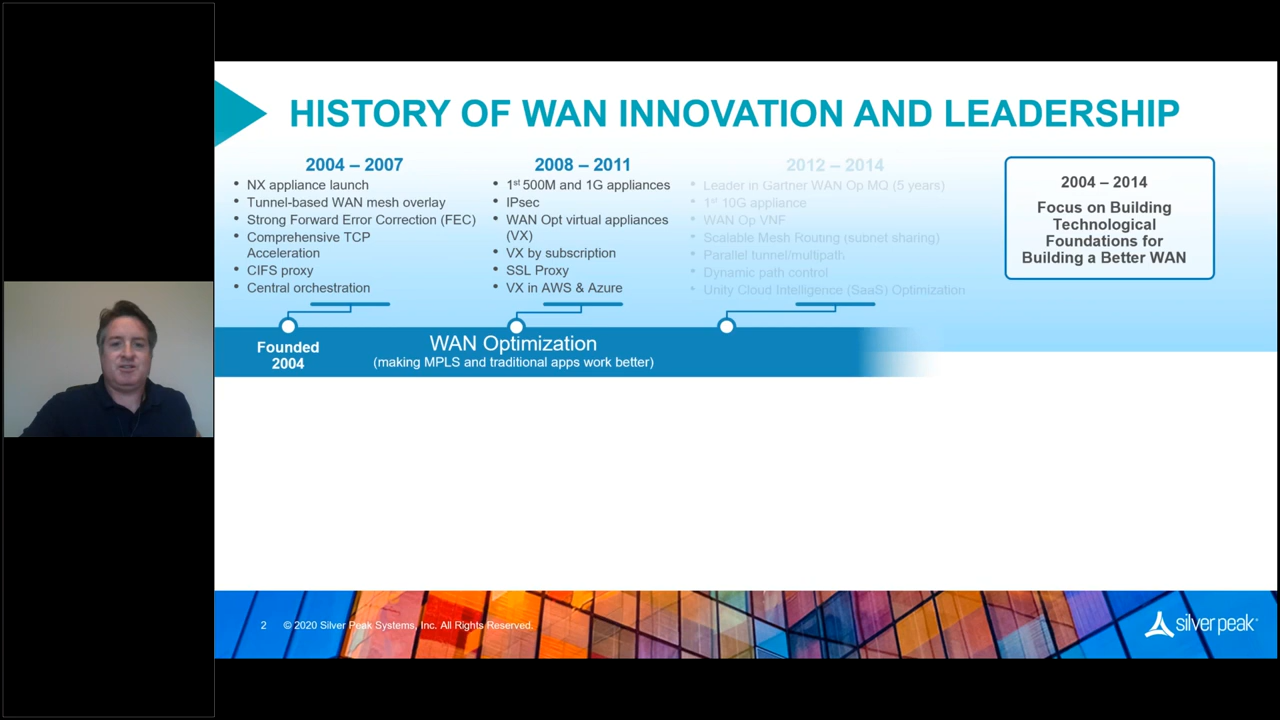 HISTORY OF WAN INNOVATION AND LEADERSHIP
2004 – 2007
• NX appliance launch
• Tunnel-based WAN mesh overlay
• Strong Forward Error Correction (FEC)
• Comprehensive TCP
Acceleration
• CIFS proxy
• Central orchestration
2008 – 2011
• 1st 500M and 1G appliances
• IPsec
• WAN Opt virtual appliances
(VX)
• VX by subscription
• SSL Proxy
• VX in AWS & Azure
2012 – 2014
• Leader in Gartner WAN Op MQ (5 years)
• 1st 10G appliance
• WAN Op VNF
• Scalable Mesh Routing (subnet sharing)
• Parallel tunnel/multipath
• Dynamic path control
• Unity Cloud Intelligence (SaaS) Optimization
2004 – 2014
Focus on Building
Technological
Foundations for
Building a Better WAN
Founded
2004
WAN Optimization
(making MPLS and traditional apps work better)
2 © 2020 Silver Peak Systems, Inc. All Rights Reserved.
silver peak®